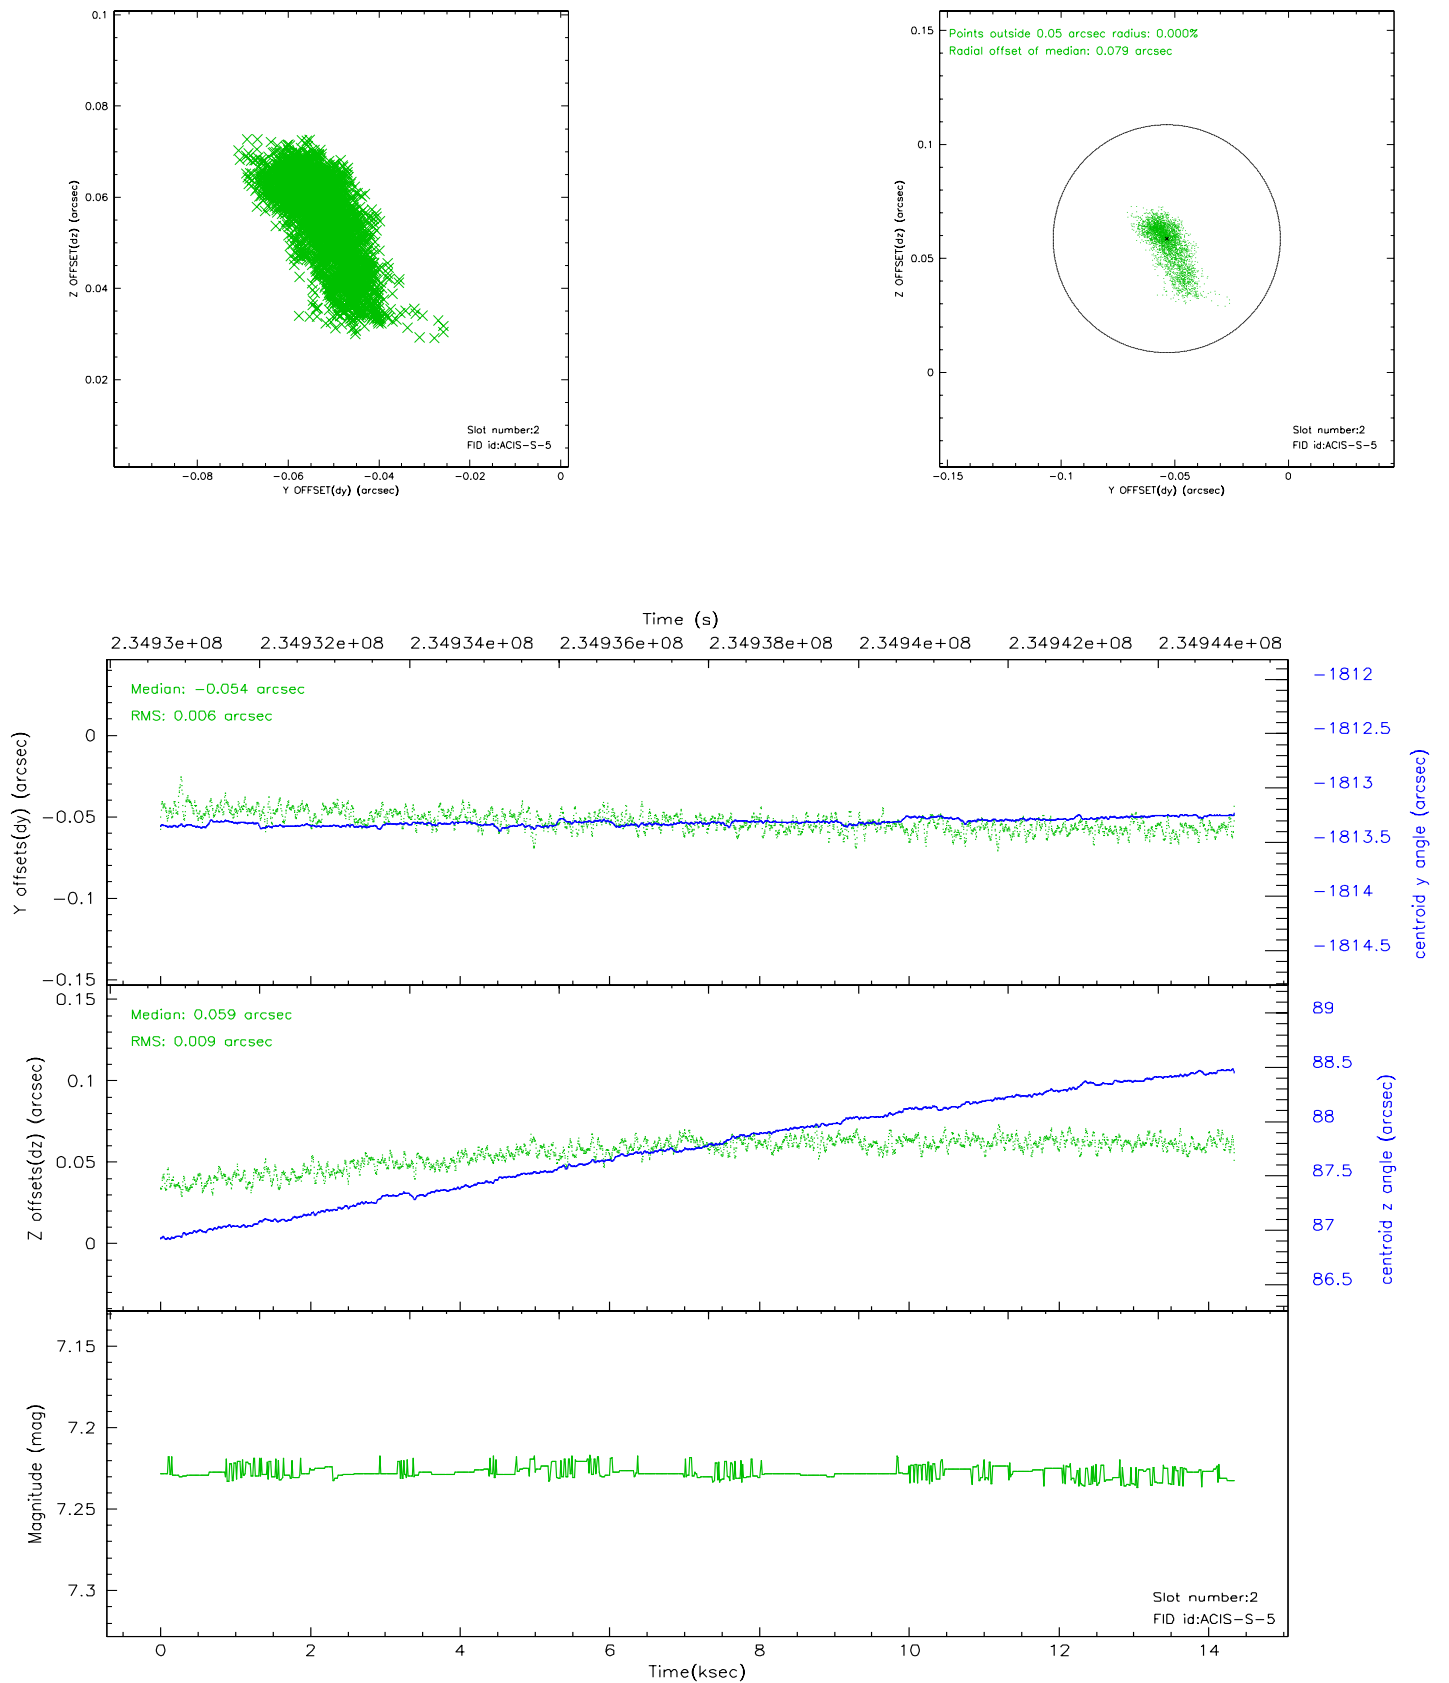 0.1
0.08
0.06
0.04
0.02
Z OFFSET(dz) (arcsec)
Slot number:2
FID id:ACIS-S-5
-0.08
-0.06
-0.04
-0.02
0
Y OFFSET(dy) (arcsec)
Points outside 0.05 arcsec radius: 0.000%
Radial offset of median: 0.079 arcsec
0.15
0.1
0.05
0
Z OFFSET(dz) (arcsec)
Slot number:2
FID id:ACIS-S-5
-0.15
-0.1
-0.05
0
Y OFFSET(dy) (arcsec)
Time (s)
2.3493e+08
2.34932e+08
2.34934e+08
2.34936e+08
2.34938e+08
2.3494e+08
2.34942e+08
2.34944e+08
Median: -0.054 arcsec
RMS: 0.006 arcsec
0
-0.05
-0.1
-0.15
Y offsets(dy) (arcsec)
-1812
-1812.5
-1813
-1813.5
-1814
-1814.5
centroid y angle (arcsec)
Median: 0.059 arcsec
RMS: 0.009 arcsec
0.15
0.1
0.05
0
Z offsets(dz) (arcsec)
89
88.5
88
87.5
87
86.5
centroid z angle (arcsec)
7.15
7.2
7.25
7.3
Magnitude (mag)
Slot number:2
FID id:ACIS-S-5
0
2
4
6
8
10
12
14
Time(ksec)